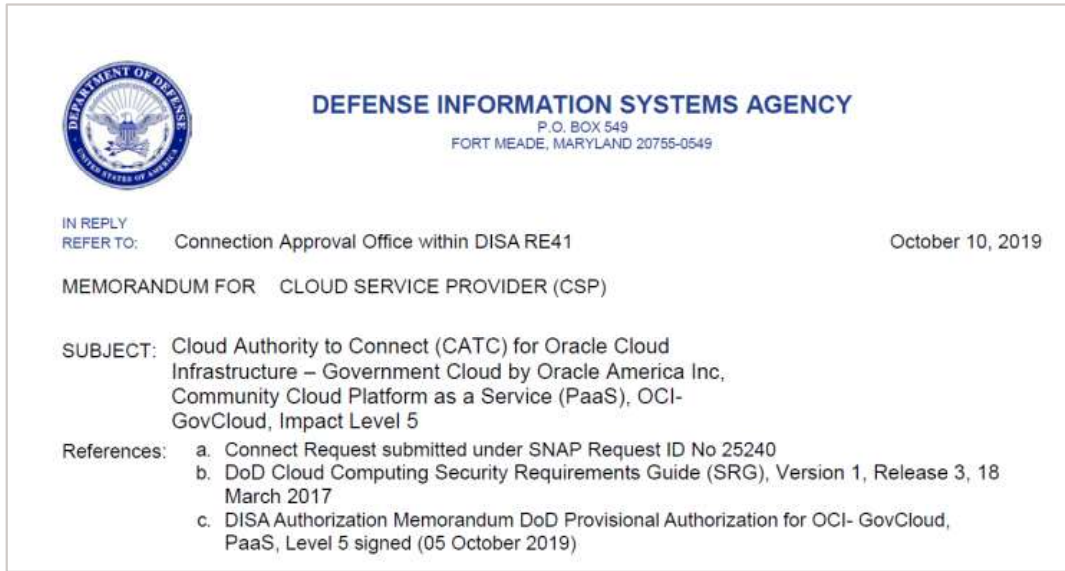 DEPARTMENT OF DEFENSE
UNITED STATES OF AMERICA
DEFENSE INFORMATION SYSTEMS AGENCY
P.O. BOX 549
FORT MEADE, MARYLAND 20755-0549
IN REPLY
REFER TO: Connection Approval Office within DISA RE41 October 10, 2019
MEMORANDUM FOR CLOUD SERVICE PROVIDER (CSP)
SUBJECT: Cloud Authority to Connect (CATC) for Oracle Cloud
Infrastructure – Government Cloud by Oracle America Inc,
Community Cloud Platform as a Service (PaaS), OCI-
GovCloud, Impact Level 5
References: a. Connect Request submitted under SNAP Request ID No 25240
b. DoD Cloud Computing Security Requirements Guide (SRG), Version 1, Release 3, 18
March 2017
c. DISA Authorization Memorandum DoD Provisional Authorization for OCI- GovCloud,
PaaS, Level 5 signed (05 October 2019)